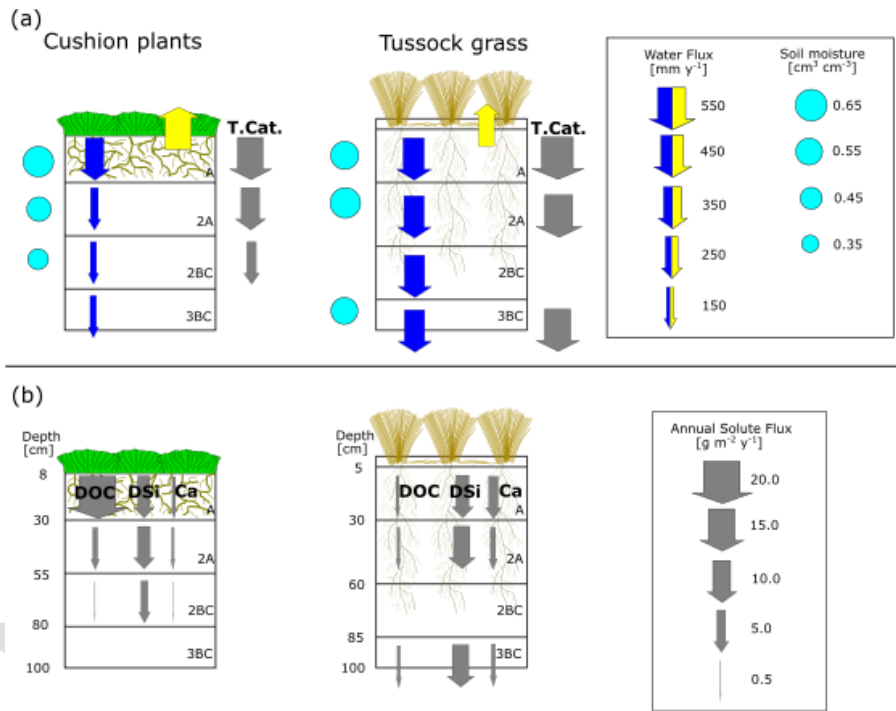 (a)
Cushion plants
Tussock grass
T.Cat.
A
2A
2BC
3BC
T.Cat.
A
2A
2BC
3BC
Water Flux
[mm y⁻¹]
550
450
350
250
150
Soil moisture
[cm³ cm⁻³]
0.65
0.55
0.45
0.35
(b)
Depth
[cm]
8
30
55
80
100
DOC DSi Ca
A
2A
2BC
3BC
Depth
[cm]
5
30
60
85
100
DOC DSi Ca
A
2A
2BC
3BC
Annual Solute Flux
[g m⁻² y⁻¹]
20.0
15.0
10.0
5.0
0.5